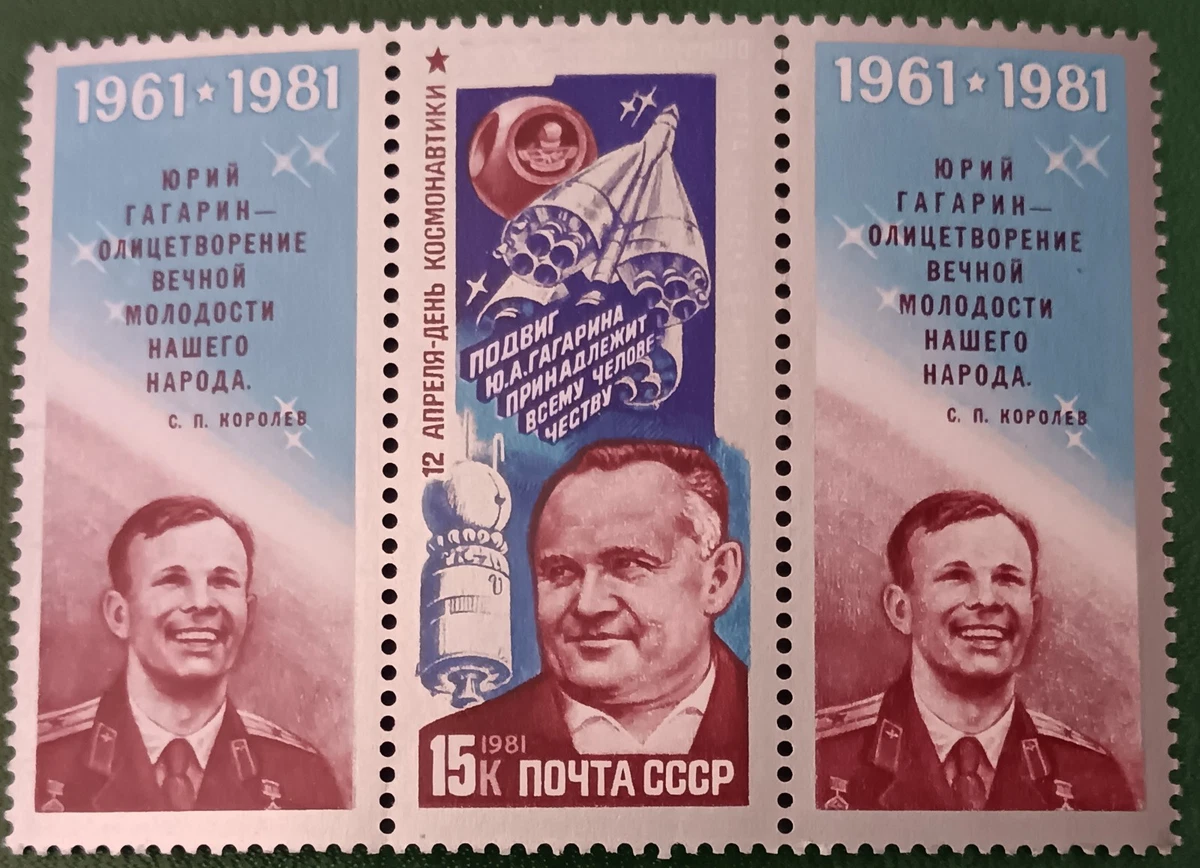 1961★1981
ЮРИЙ
ГАГАРИН—
ОЛИЦЕТВОРЕНИЕ
ВЕЧНОЙ
МОЛОДОСТИ
НАШЕГО
НАРОДА.
С. П. КОРОЛЕВ
12 АПРЕЛЯ-ДЕНЬ КОСМОНАВТИКИ ★
ПОДВИГ
Ю.А.ГАГАРИНА
ПРИНАДЛЕЖИТ
ВСЕМУ ЧЕЛОВЕ-
ЧЕСТВУ
15К 1981 ПОЧТА СССР
1961★1981
ЮРИЙ
ГАГАРИН—
ОЛИЦЕТВОРЕНИЕ
ВЕЧНОЙ
МОЛОДОСТИ
НАШЕГО
НАРОДА.
С. П. КОРОЛЕВ